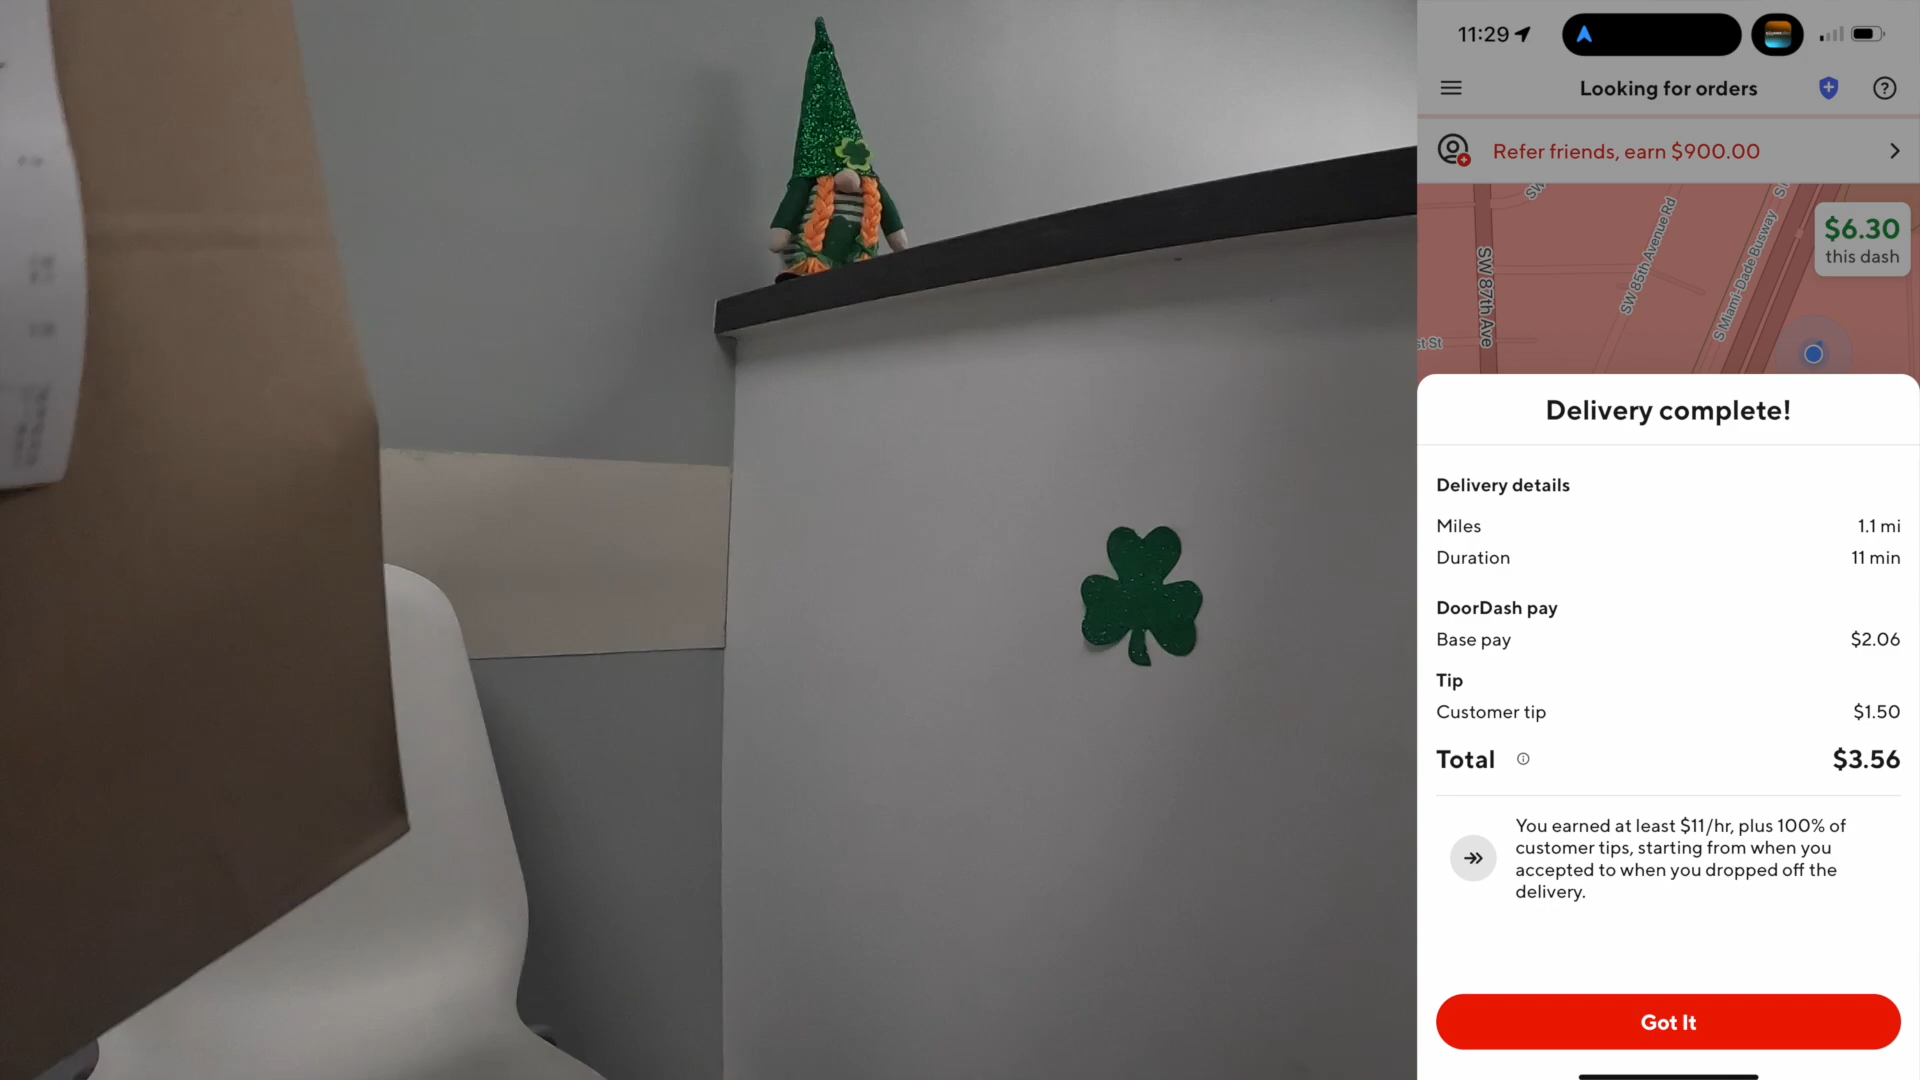 11:29
Looking for orders
Refer friends, earn $900.00
SW 87th Ave
SW 85th Avenue Rd
S Miami-Dade Busway
$6.30
this dash
st St
Delivery complete!
Delivery details
Miles 1.1 mi
Duration 11 min
DoorDash pay
Base pay $2.06
Tip
Customer tip $1.50
Total $3.56
You earned at least $11/hr, plus 100% of
customer tips, starting from when you
accepted to when you dropped off the
delivery.
Got It